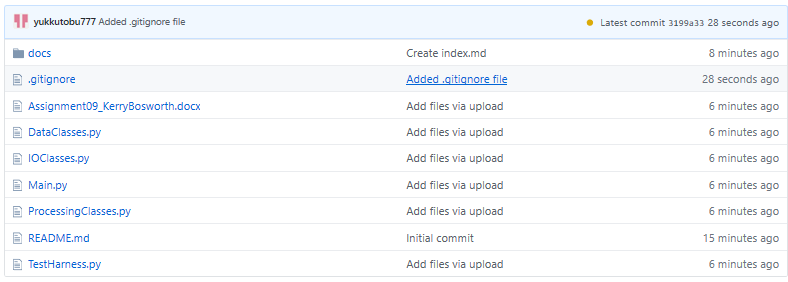 yukkutobu777 Added .gitignore file Latest commit 3199a33 28 seconds ago
docs Create index.md 8 minutes ago
.gitignore Added .gitignore file 28 seconds ago
Assignment09_KerryBosworth.docx Add files via upload 6 minutes ago
DataClasses.py Add files via upload 6 minutes ago
IOClasses.py Add files via upload 6 minutes ago
Main.py Add files via upload 6 minutes ago
ProcessingClasses.py Add files via upload 6 minutes ago
README.md Initial commit 15 minutes ago
TestHarness.py Add files via upload 6 minutes ago